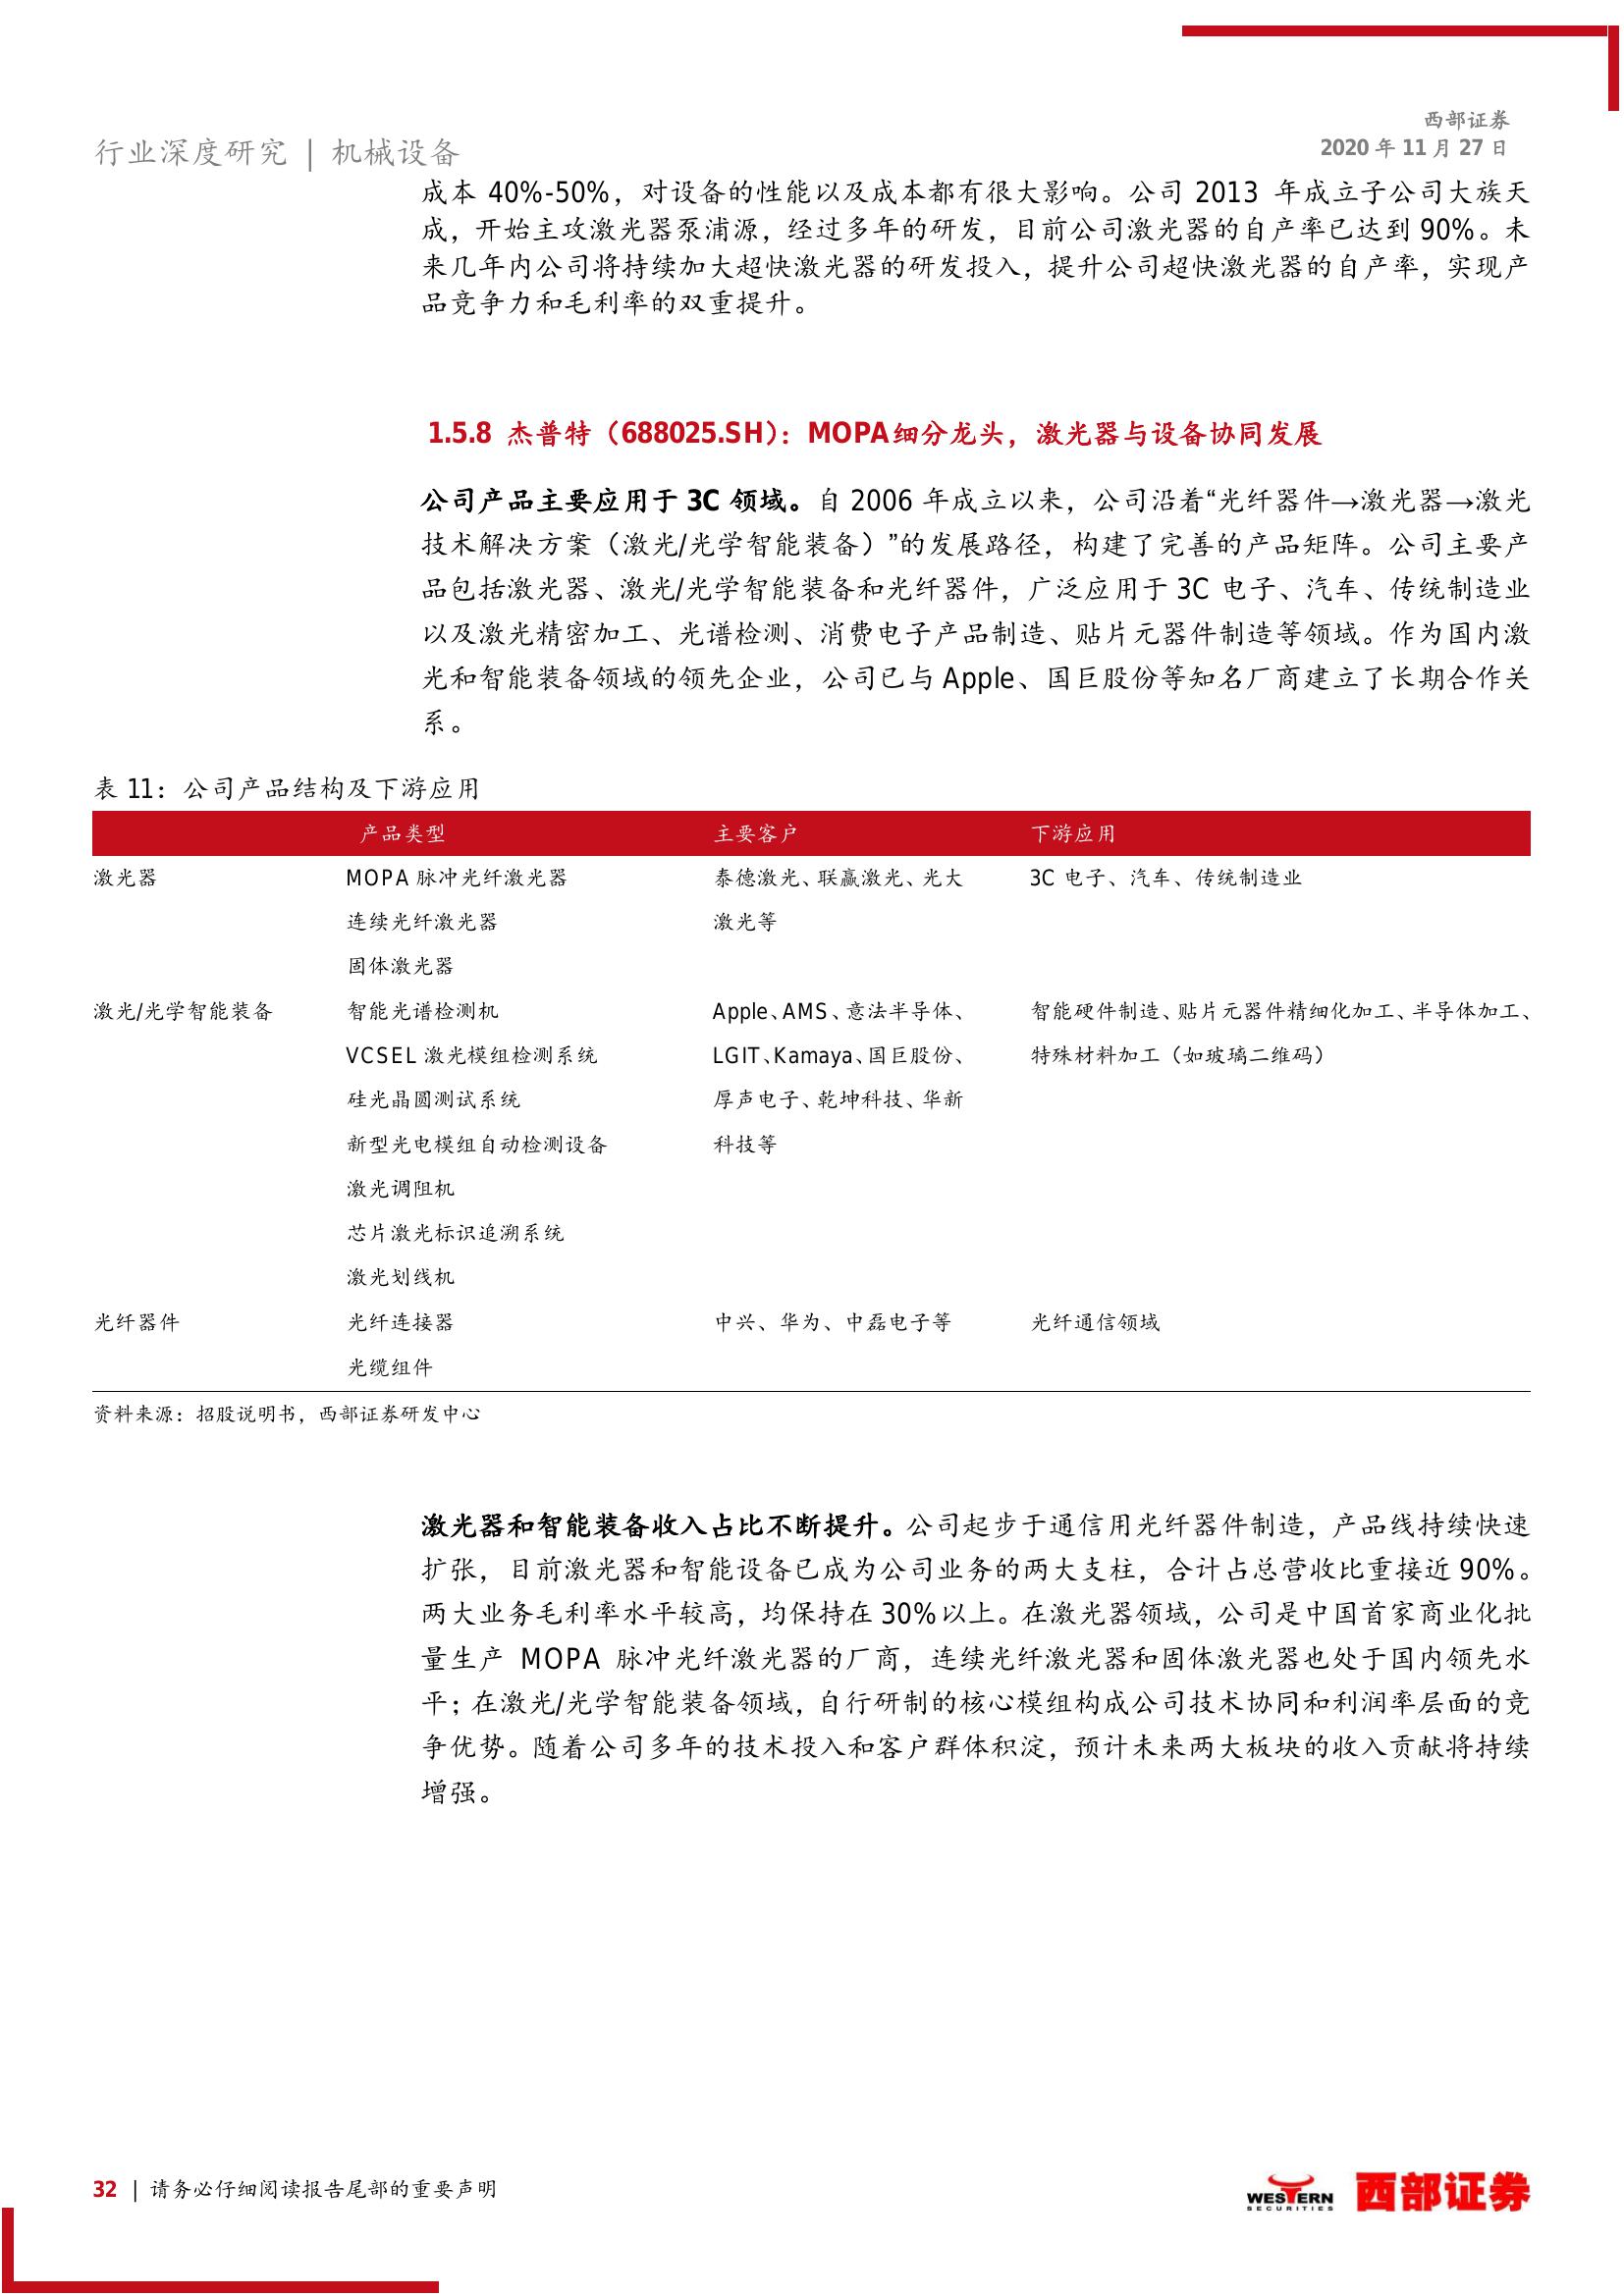 西部证券
行业深度研究 | 机械设备
2020 年 11 月 27 日
成本 40%-50%，对设备的性能以及成本都有很大影响。公司 2013 年成立子公司大族天
成，开始主攻激光器泵浦源，经过多年的研发，目前公司激光器的自产率已达到 90%。未
来几年内公司将持续加大超快激光器的研发投入，提升公司超快激光器的自产率，实现产
品竞争力和毛利率的双重提升。
1.5.8 杰普特（688025.SH）：MOPA细分龙头，激光器与设备协同发展
公司产品主要应用于 3C 领域。自 2006 年成立以来，公司沿着“光纤器件→激光器→激光
技术解决方案（激光/光学智能装备）”的发展路径，构建了完善的产品矩阵。公司主要产
品包括激光器、激光/光学智能装备和光纤器件，广泛应用于 3C 电子、汽车、传统制造业
以及激光精密加工、光谱检测、消费电子产品制造、贴片元器件制造等领域。作为国内激
光和智能装备领域的领先企业，公司已与 Apple、国巨股份等知名厂商建立了长期合作关
系。
表 11：公司产品结构及下游应用
产品类型 主要客户 下游应用
激光器 MOPA 脉冲光纤激光器 泰德激光、联赢激光、光大 3C 电子、汽车、传统制造业
连续光纤激光器 激光等
固体激光器
激光/光学智能装备 智能光谱检测机 Apple、AMS、意法半导体、 智能硬件制造、贴片元器件精细化加工、半导体加工、
VCSEL 激光模组检测系统 LGIT、Kamaya、国巨股份、 特殊材料加工（如玻璃二维码）
硅光晶圆测试系统 厚声电子、乾坤科技、华新
新型光电模组自动检测设备 科技等
激光调阻机
芯片激光标识追溯系统
激光划线机
光纤器件 光纤连接器 中兴、华为、中磊电子等 光纤通信领域
光缆组件
资料来源：招股说明书，西部证券研发中心
激光器和智能装备收入占比不断提升。公司起步于通信用光纤器件制造，产品线持续快速
扩张，目前激光器和智能设备已成为公司业务的两大支柱，合计占总营收比重接近 90%。
两大业务毛利率水平较高，均保持在 30%以上。在激光器领域，公司是中国首家商业化批
量生产 MOPA 脉冲光纤激光器的厂商，连续光纤激光器和固体激光器也处于国内领先水
平；在激光/光学智能装备领域，自行研制的核心模组构成公司技术协同和利润率层面的竞
争优势。随着公司多年的技术投入和客户群体积淀，预计未来两大板块的收入贡献将持续
增强。
32 | 请务必仔细阅读报告尾部的重要声明
WESTERN
SECURITIES
西部证券